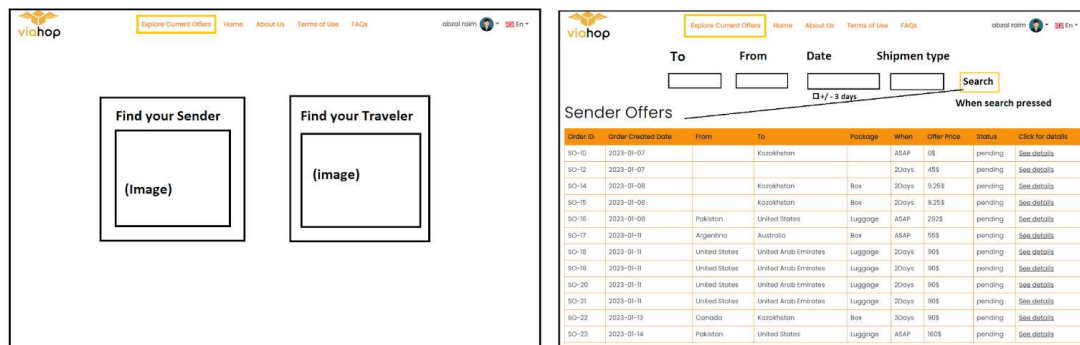 viahop
Explore Current Offers Home About Us Terms of Use FAQs abzal raim En
Find your Sender
(Image)
Find your Traveler
(image)
viahop
Explore Current Offers Home About Us Terms of Use FAQs abzal raim En
To From Date Shipmen type
Search
+/ - 3 days
When search pressed
Sender Offers
Order ID Order Created Date From To Package When Offer Price Status Click for details
SO-10 2023-01-07 Kazakhstan ASAP 0$ pending See details
SO-12 2023-01-07 2Days 45$ pending See details
SO-14 2023-01-08 Kazakhstan Box 2Days 9.25$ pending See details
SO-15 2023-01-08 Kazakhstan Box 2Days 9.25$ pending See details
SO-16 2023-01-08 Pakistan United States Luggage ASAP 292$ pending See details
SO-17 2023-01-11 Argentina Australia Box ASAP 55$ pending See details
SO-18 2023-01-11 United States United Arab Emirates Luggage 2Days 90$ pending See details
SO-19 2023-01-11 United States United Arab Emirates Luggage 2Days 90$ pending See details
SO-20 2023-01-11 United States United Arab Emirates Luggage 2Days 90$ pending See details
SO-21 2023-01-11 United States United Arab Emirates Luggage 2Days 90$ pending See details
SO-22 2023-01-13 Canada Kazakhstan Box 3Days 90$ pending See details
SO-23 2023-01-14 Pakistan United States Luggage ASAP 160$ pending See details